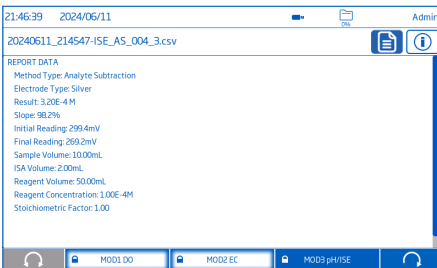 21:46:39 2024/06/11 0% Admin
20240611_214547-ISE_AS_004_3.csv
REPORT DATA
Method Type: Analyte Subtraction
Electrode Type: Silver
Result: 3.20E-4 M
Slope: 98.2%
Initial Reading: 299.4mV
Final Reading: 269.2mV
Sample Volume: 10.00mL
ISA Volume: 2.00mL
Reagent Volume: 50.00mL
Reagent Concentration: 1.00E-4M
Stoichiometric Factor: 1.00
MOD1 DO MOD2 EC MOD3 pH/ISE